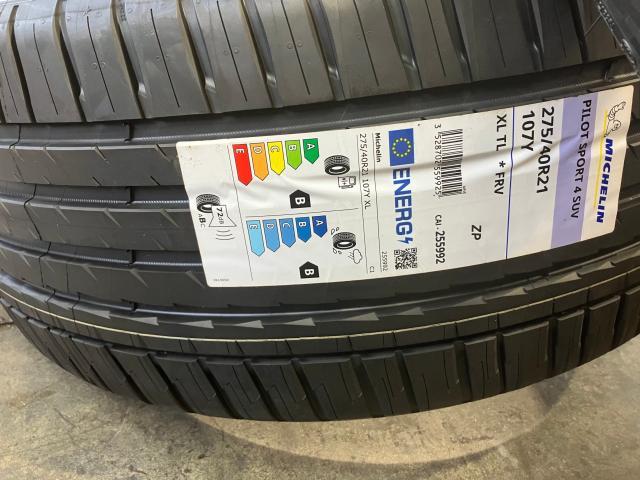 MICHELIN
PILOT SPORT 4 SUV
275/40R21
107Y
XL TL * FRV
ZP
CAI: 255992
ENERG
Michelin
255992
275/40R21 107Y XL
C1
A
B
C
D
E
B
A
B
C
D
E
B
72dB
ABC